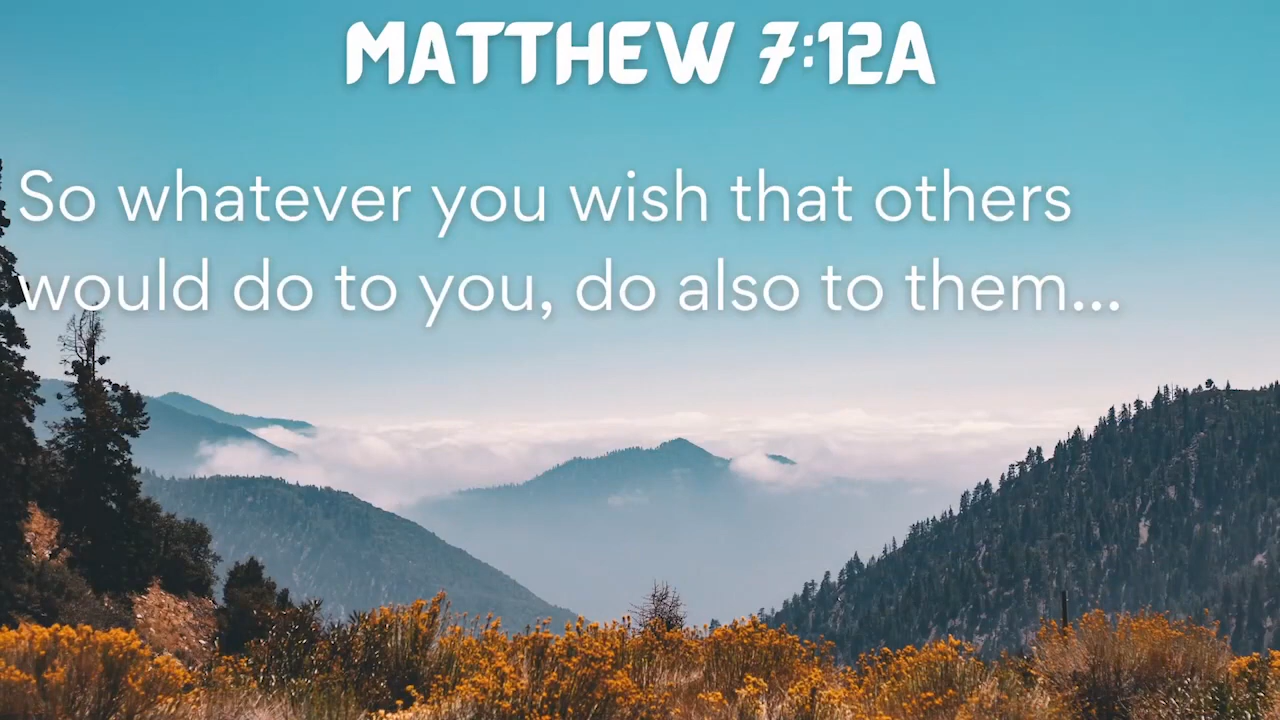 MATTHEW 7:12A
So whatever you wish that others
would do to you, do also to them...